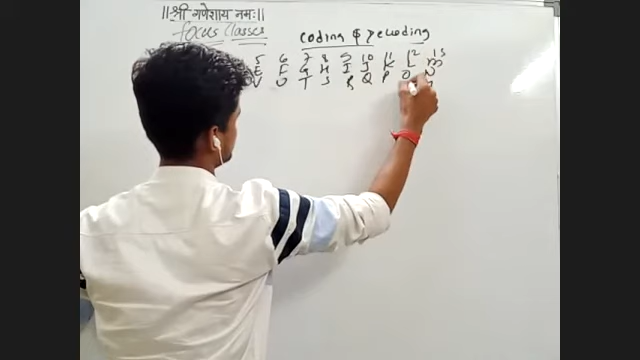 ||श्री गणेशाय नमः||
focus Classes
Coding & Decoding
5 6 7 8 9 10 11 12 13
E F G H I J K L M
V U T S R Q P O N